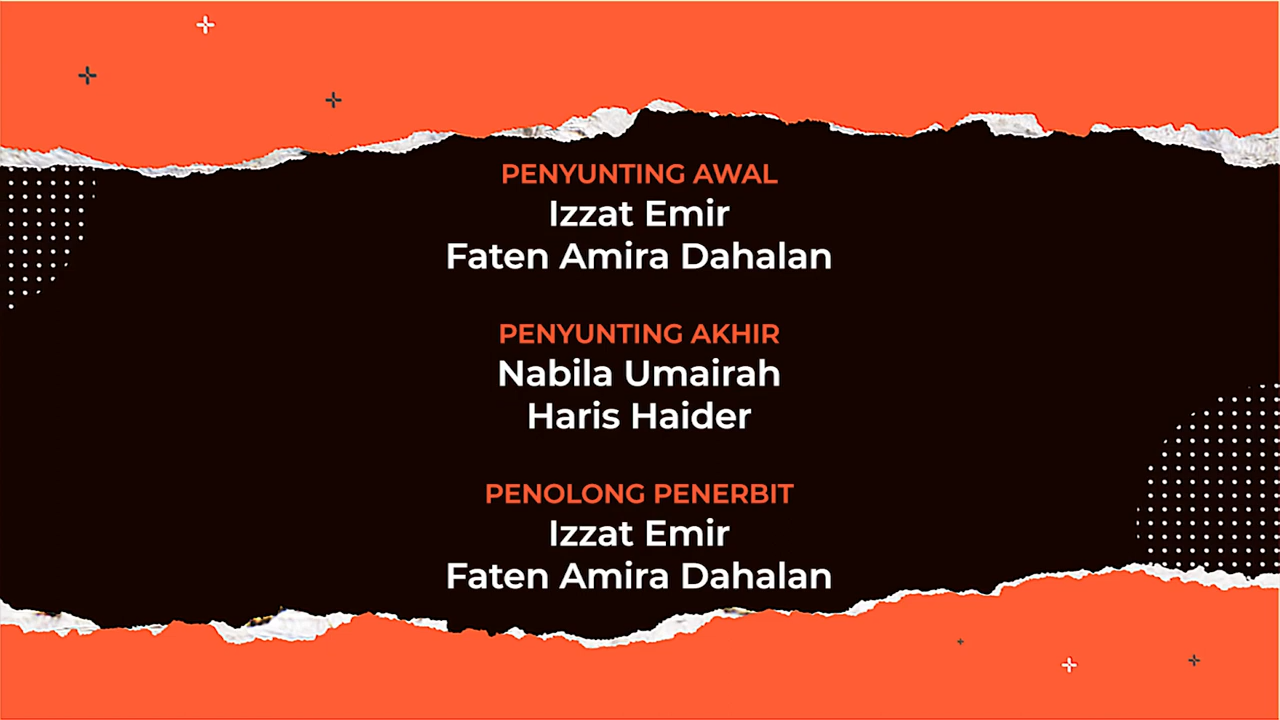 PENYUNTING AWAL
Izzat Emir
Faten Amira Dahalan
PENYUNTING AKHIR
Nabila Umairah
Haris Haider
PENOLONG PENERBIT
Izzat Emir
Faten Amira Dahalan